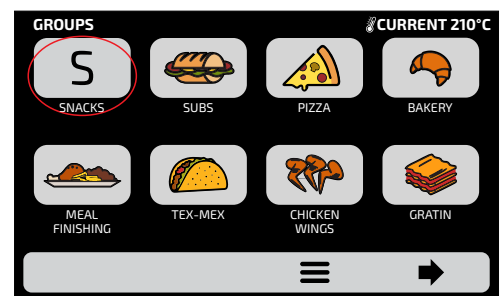 GROUPS
CURRENT 210°C
S
SNACKS
SUBS
PIZZA
BAKERY
MEAL
FINISHING
TEX-MEX
CHICKEN
WINGS
GRATIN